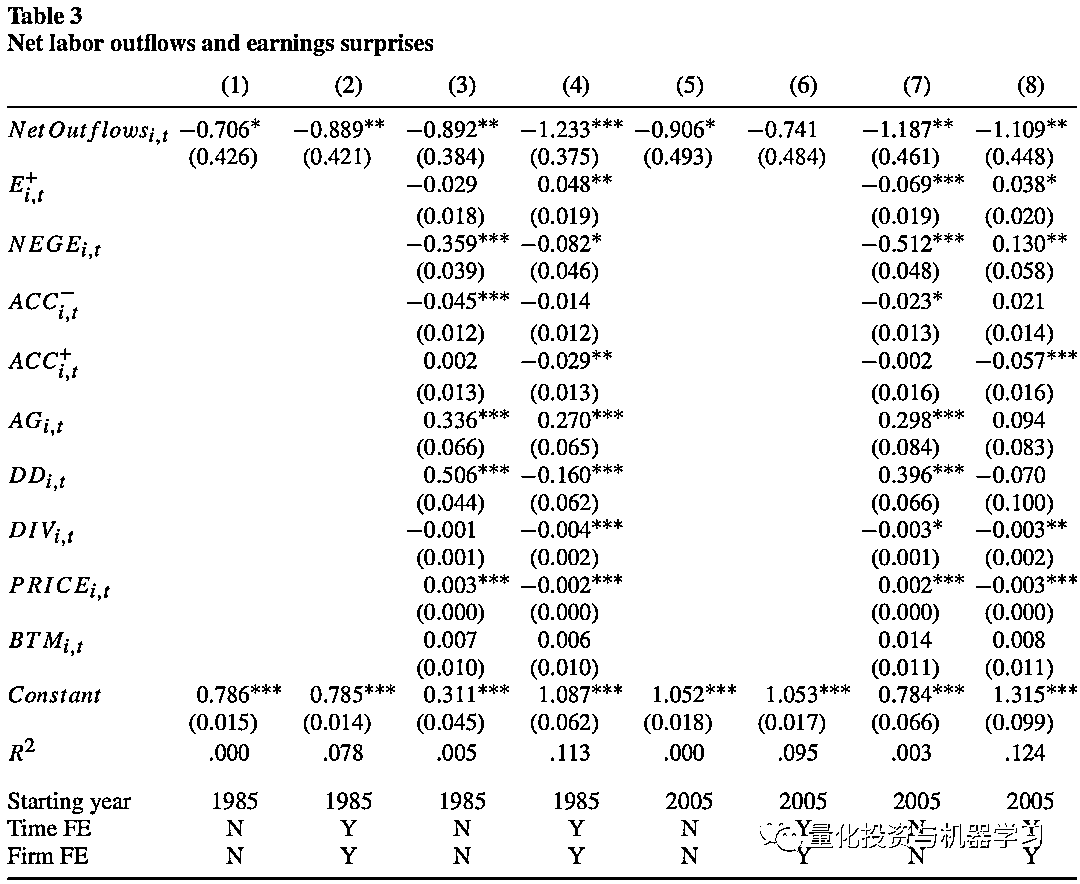 Table 3
Net labor outflows and earnings surprises
(1) (2) (3) (4) (5) (6) (7) (8)
NetOutflows_{i,t} −0.706* −0.889** −0.892** −1.233*** −0.906* −0.741 −1.187** −1.109**
(0.426) (0.421) (0.384) (0.375) (0.493) (0.484) (0.461) (0.448)
E^+_{i,t} −0.029 0.048** −0.069*** 0.038*
(0.018) (0.019) (0.019) (0.020)
NEGE_{i,t} −0.359*** −0.082* −0.512*** 0.130**
(0.039) (0.046) (0.048) (0.058)
ACC^−_{i,t} −0.045*** −0.014 −0.023* 0.021
(0.012) (0.012) (0.013) (0.014)
ACC^+_{i,t} 0.002 −0.029** −0.002 −0.057***
(0.013) (0.013) (0.016) (0.016)
AG_{i,t} 0.336*** 0.270*** 0.298*** 0.094
(0.066) (0.065) (0.084) (0.083)
DD_{i,t} 0.506*** −0.160*** 0.396*** −0.070
(0.044) (0.062) (0.066) (0.100)
DIV_{i,t} −0.001 −0.004*** −0.003* −0.003**
(0.001) (0.002) (0.001) (0.002)
PRICE_{i,t} 0.003*** −0.002*** 0.002*** −0.003***
(0.000) (0.000) (0.000) (0.000)
BTM_{i,t} 0.007 0.006 0.014 0.008
(0.010) (0.010) (0.011) (0.011)
Constant 0.786*** 0.785*** 0.311*** 1.087*** 1.052*** 1.053*** 0.784*** 1.315***
(0.015) (0.014) (0.045) (0.062) (0.018) (0.017) (0.066) (0.099)
R² .000 .078 .005 .113 .000 .095 .003 .124
Starting year 1985 1985 1985 1985 2005 2005 2005 2005
Time FE N Y N Y N Y N Y
Firm FE N Y N Y N Y N Y
量化投资与机器学习